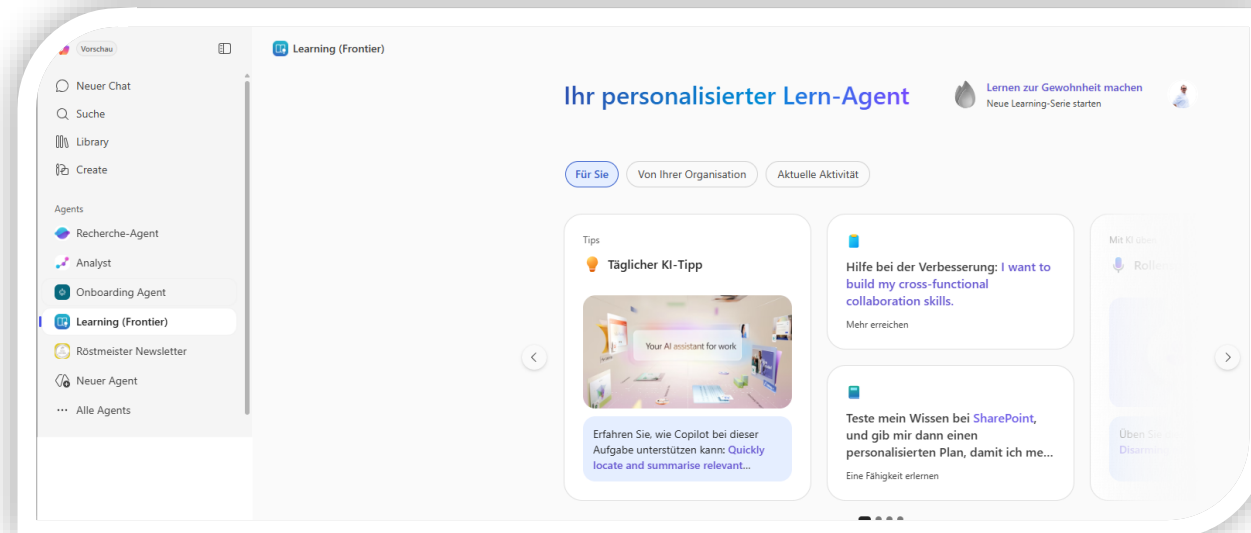 Vorschau
Neuer Chat
Suche
Library
Create
Agents
Recherche-Agent
Analyst
Onboarding Agent
Learning (Frontier)
Röstmeister Newsletter
Neuer Agent
Alle Agents
Learning (Frontier)
Ihr personalisierter Lern-Agent
Lernen zur Gewohnheit machen
Neue Learning-Serie starten
Für Sie
Von Ihrer Organisation
Aktuelle Aktivität
Tips
Täglicher KI-Tipp
Your AI assistant for work
Erfahren Sie, wie Copilot bei dieser
Aufgabe unterstützen kann: Quickly
locate and summarise relevant...
Hilfe bei der Verbesserung: I want to
build my cross-functional
collaboration skills.
Mehr erreichen
Teste mein Wissen bei SharePoint,
und gib mir dann einen
personalisierten Plan, damit ich me...
Eine Fähigkeit erlernen
Mit KI üben
Üben Sie